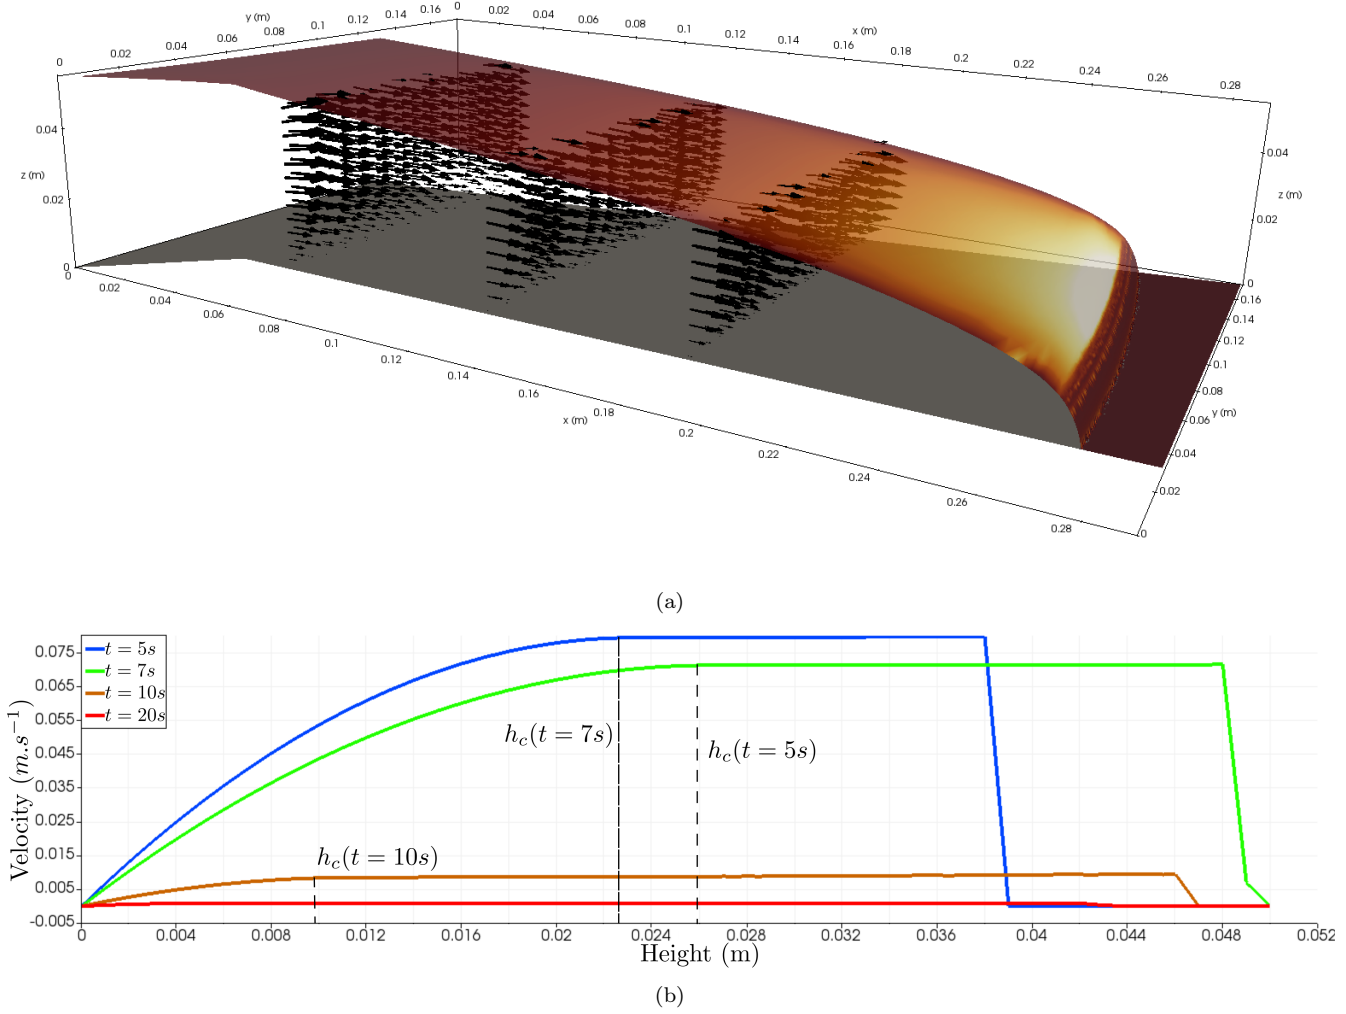 y (m)
0 0.02 0.04 0.06 0.08 0.1 0.12 0.14 0.16
x (m)
0 0.02 0.04 0.06 0.08 0.1 0.12 0.14 0.16 0.18 0.2 0.22 0.24 0.26 0.28
z (m)
0.04
0.02
0
z (m)
0.04
0.02
0
0 0.02 0.04 0.06 0.08 0.1 0.12 0.14 0.16 0.18 0.2 0.22 0.24 0.26 0.28
x (m)
0.16
0.14
0.12
0.1
0.08
0.06
y (m)
0.04
0.02
0
(a)
t = 5s
t = 7s
t = 10s
t = 20s
Velocity (m.s⁻¹)
0.075
0.065
0.055
0.045
0.035
0.025
0.015
0.005
-0.005
h_c(t = 7s)
h_c(t = 5s)
h_c(t = 10s)
0 0.004 0.008 0.012 0.016 0.02 0.024 0.028 0.032 0.036 0.04 0.044 0.048 0.052
Height (m)
(b)